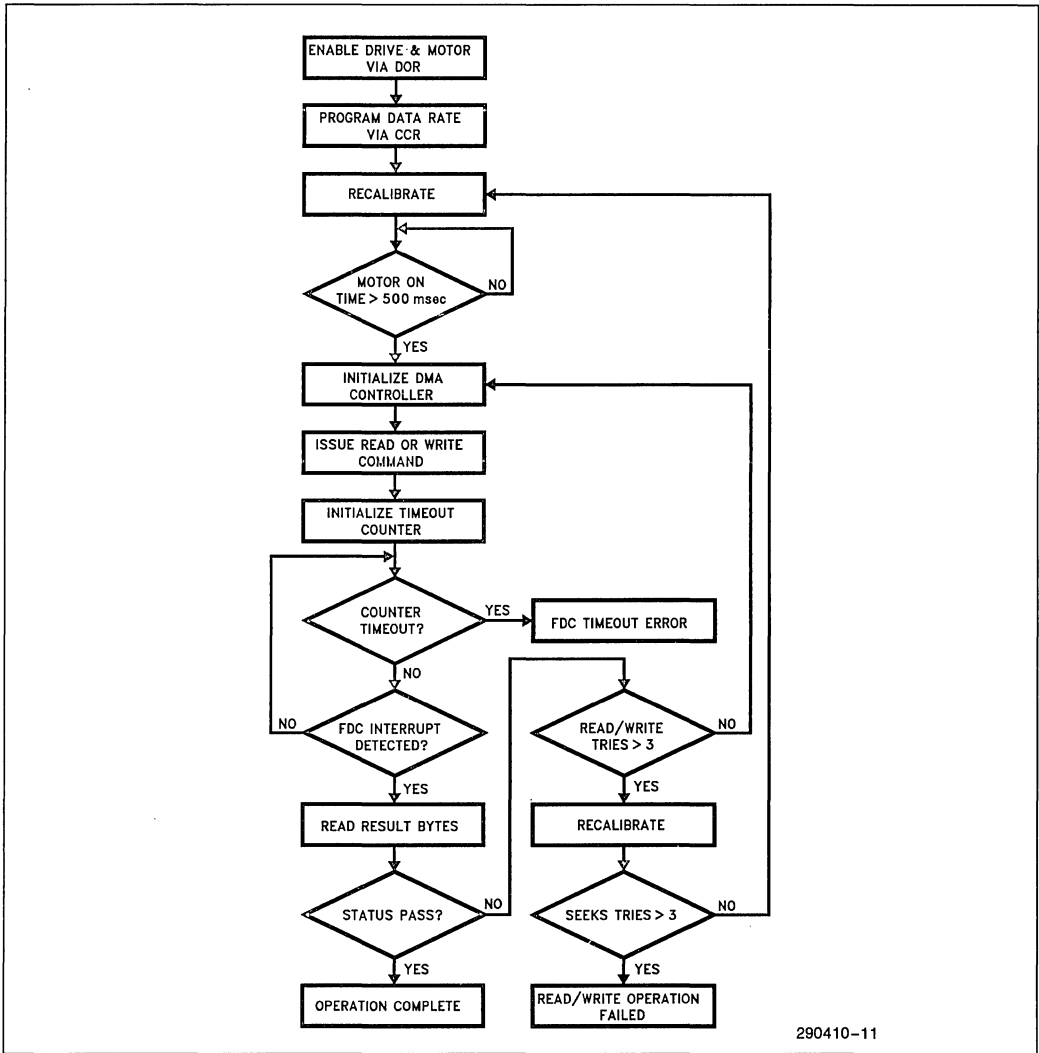 ENABLE DRIVE & MOTOR
VIA DOR
PROGRAM DATA RATE
VIA CCR
RECALIBRATE
MOTOR ON
TIME > 500 msec
NO
YES
INITIALIZE DMA
CONTROLLER
ISSUE READ OR WRITE
COMMAND
INITIALIZE TIMEOUT
COUNTER
COUNTER
TIMEOUT?
YES
FDC TIMEOUT ERROR
NO
FDC INTERRUPT
DETECTED?
NO
YES
READ/WRITE
TRIES > 3
NO
YES
READ RESULT BYTES
RECALIBRATE
STATUS PASS?
NO
YES
SEEKS TRIES > 3
NO
YES
OPERATION COMPLETE
READ/WRITE OPERATION
FAILED
290410-11